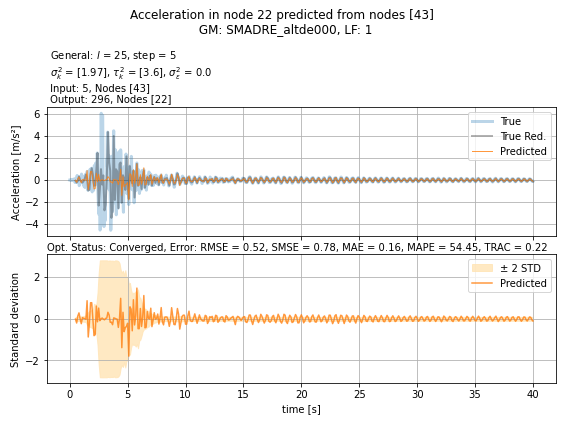 Acceleration in node 22 predicted from nodes [43]
GM: SMADRE_altde000, LF: 1
General: l = 25, step = 5
σ²ₖ = [1.97], τ²ₖ = [3.6], σ²ε = 0.0
Input: 5, Nodes [43]
Output: 296, Nodes [22]
Acceleration [m/s²]
6
4
2
0
−2
−4
True
True Red.
Predicted
Opt. Status: Converged, Error: RMSE = 0.52, SMSE = 0.78, MAE = 0.16, MAPE = 54.45, TRAC = 0.22
Standard deviation
2
0
−2
± 2 STD
Predicted
0 5 10 15 20 25 30 35 40
time [s]